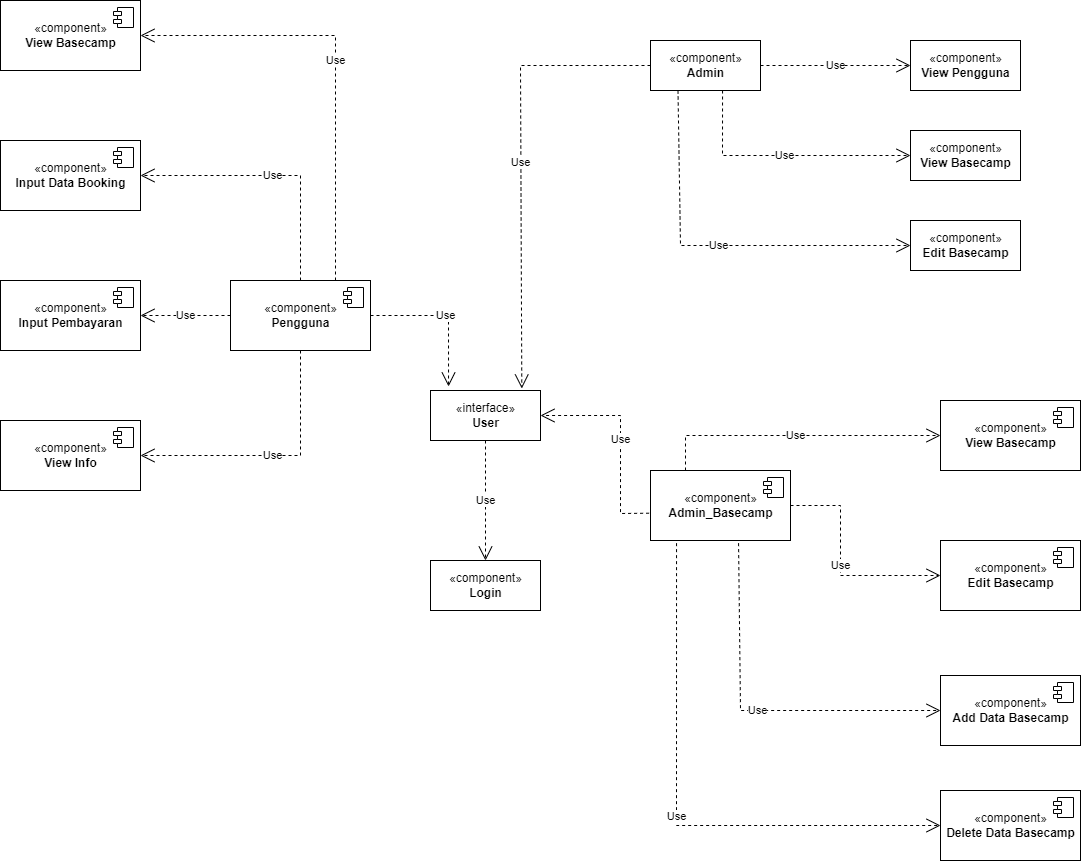 «component»
View Basecamp
Use
«component»
Admin
Use
«component»
View Pengguna
«component»
Input Data Booking
Use
Use
Use
«component»
View Basecamp
Use
«component»
Edit Basecamp
«component»
Input Pembayaran
Use
«component»
Pengguna
Use
«interface»
User
«component»
View Info
Use
Use
Use
«component»
View Basecamp
Use
«component»
Admin_Basecamp
«component»
Login
Use
«component»
Edit Basecamp
Use
«component»
Add Data Basecamp
Use
«component»
Delete Data Basecamp